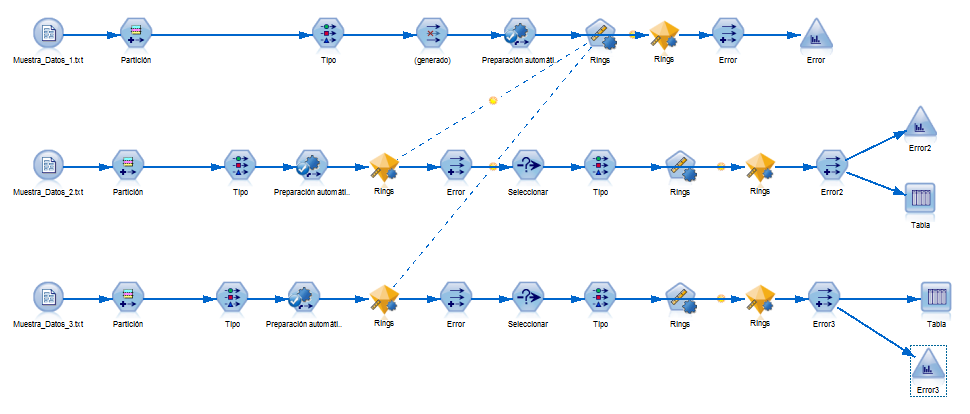 Muestra_Datos_1.txt
Partición
Tipo
(generado)
Preparación automáti..
Rings
Rings
Error
Error
Muestra_Datos_2.txt
Partición
Tipo
Preparación automáti..
Rings
Error
Seleccionar
Tipo
Rings
Rings
Error2
Error2
Tabla
Muestra_Datos_3.txt
Partición
Tipo
Preparación automáti..
Rings
Error
Seleccionar
Tipo
Rings
Rings
Error3
Tabla
Error3